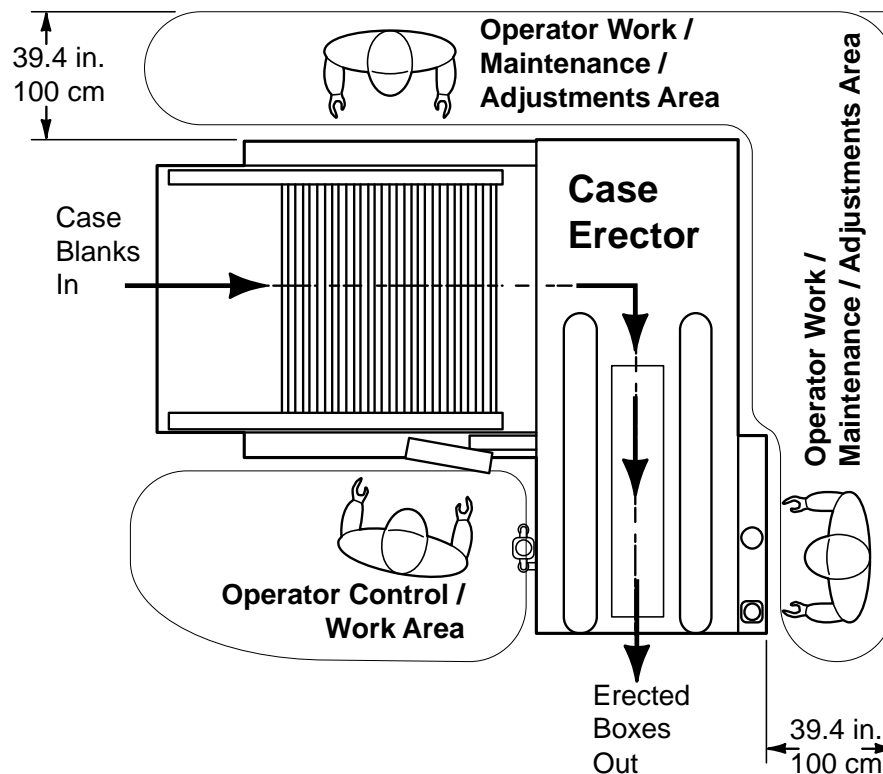 39.4 in.
100 cm
Operator Work /
Maintenance /
Adjustments Area
Operator Work /
Maintenance / Adjustments Area
Case
Blanks
In
Case
Erector
Operator Control /
Work Area
Erected
Boxes
Out
39.4 in.
100 cm